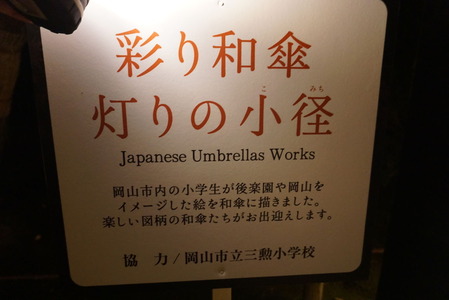 彩り和傘
灯りの小径
こみち
Japanese Umbrellas Works
岡山市内の小学生が後楽園や岡山を
イメージした絵を和傘に描きました。
楽しい図柄の和傘たちがお出迎えします。
協 力 / 岡山市立三勲小学校